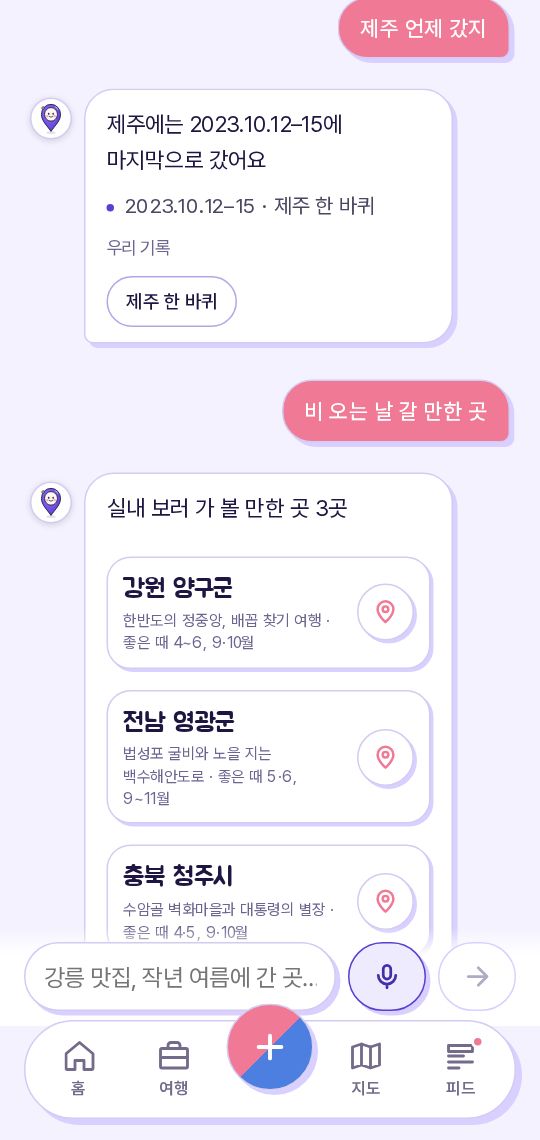 제주 언제 갔지
제주에는 2023.10.12–15에
마지막으로 갔어요
2023.10.12–15 · 제주 한 바퀴
우리 기록
제주 한 바퀴
비 오는 날 갈 만한 곳
실내 보러 가 볼 만한 곳 3곳
강원 양구군
한반도의 정중앙, 배꼽 찾기 여행 ·
좋은 때 4~6, 9·10월
전남 영광군
법성포 굴비와 노을 지는
백수해안도로 · 좋은 때 5·6,
9~11월
충북 청주시
수암골 벽화마을과 대통령의 별장 ·
좋은 때 4·5, 9·10월
강릉 맛집, 작년 여름에 간 곳...
홈
여행
지도
피드